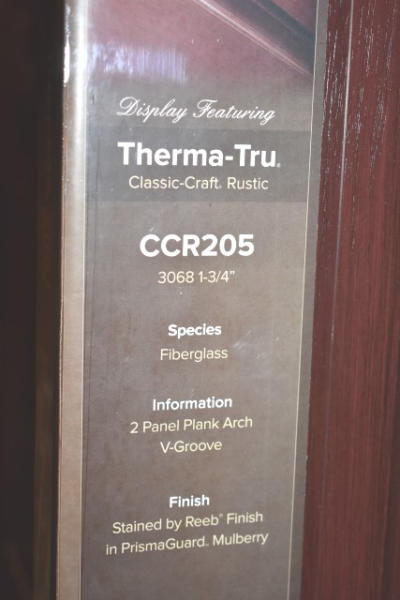 Display Featuring
Therma-Tru®
Classic-Craft® Rustic
CCR205
3068 1-3/4"
Species
Fiberglass
Information
2 Panel Plank Arch
V-Groove
Finish
Stained by Reeb® Finish
in PrismaGuard® Mulberry